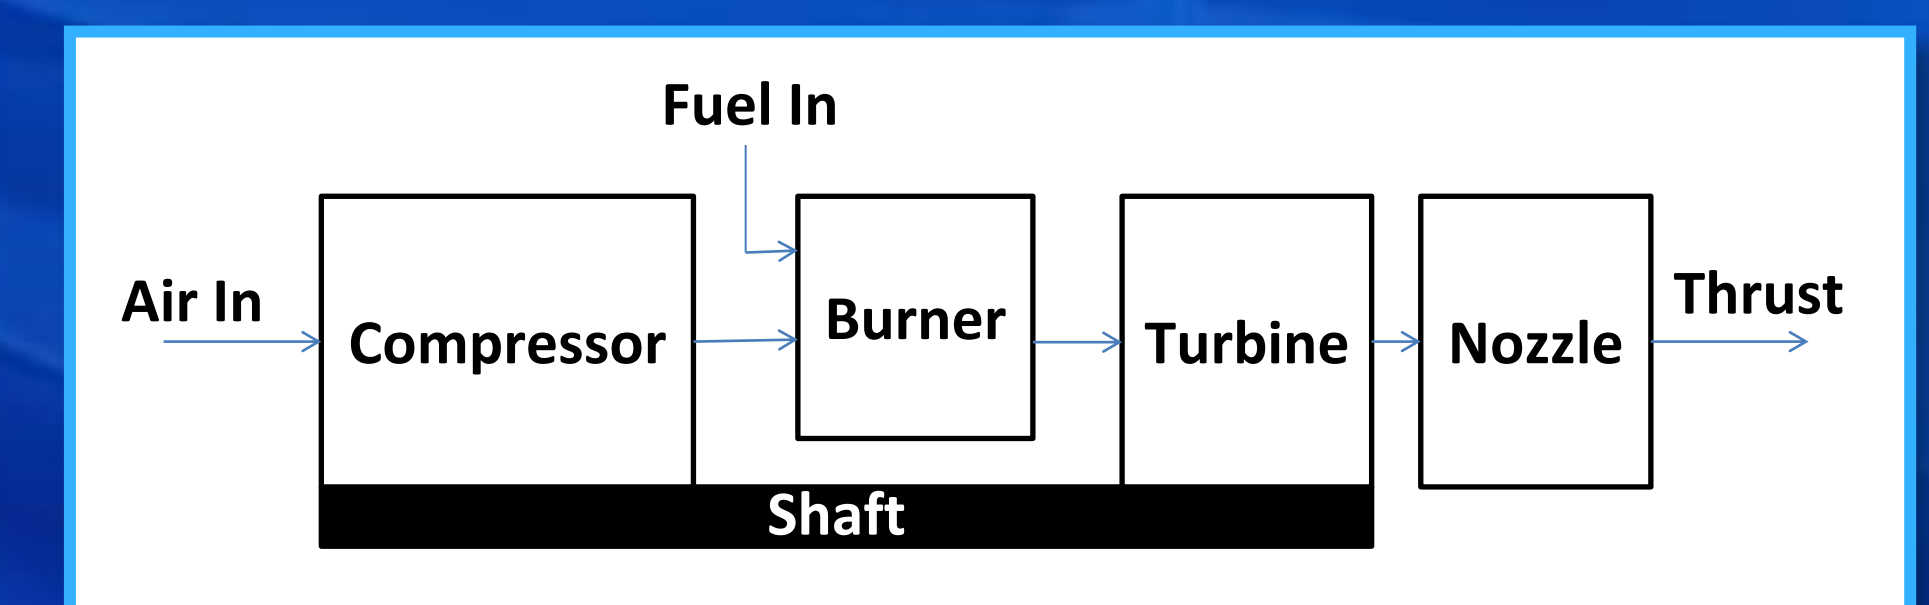 Fuel In
Air In
Compressor
Burner
Turbine
Nozzle
Thrust
Shaft